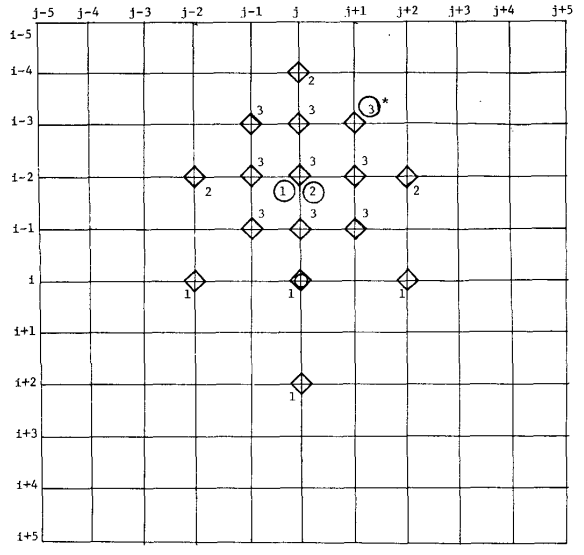 j-5 j-4 j-3 j-2 j-1 j j+1 j+2 j+3 j+4 j+5
i-5
i-4
2
3 *
i-3 3 3
i-2 3 3 3
2 1 2 2
i-1 3 3 3
i
1 1 1
i+1
i+2
1
i+3
i+4
i+5